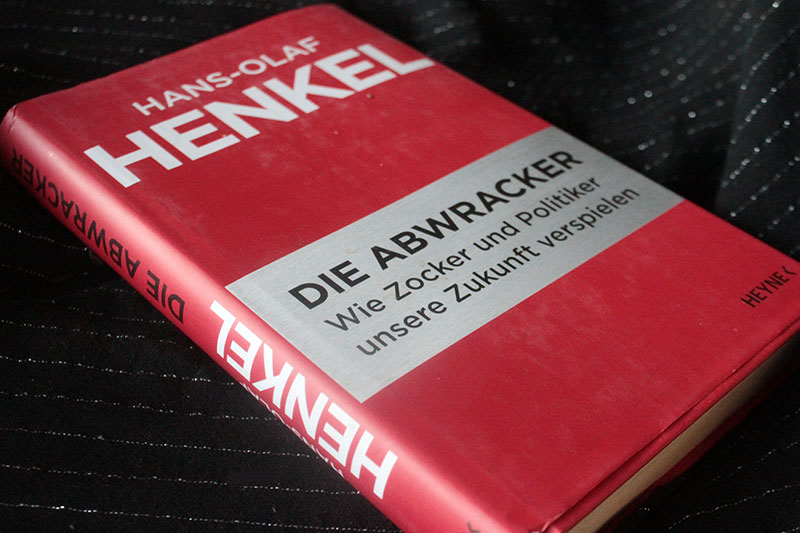 HANS-OLAF
HENKEL
DIE ABWRACKER
Wie Zocker und Politiker
unsere Zukunft verspielen
HEYNE <
HENKEL
DIE ABWRACKER